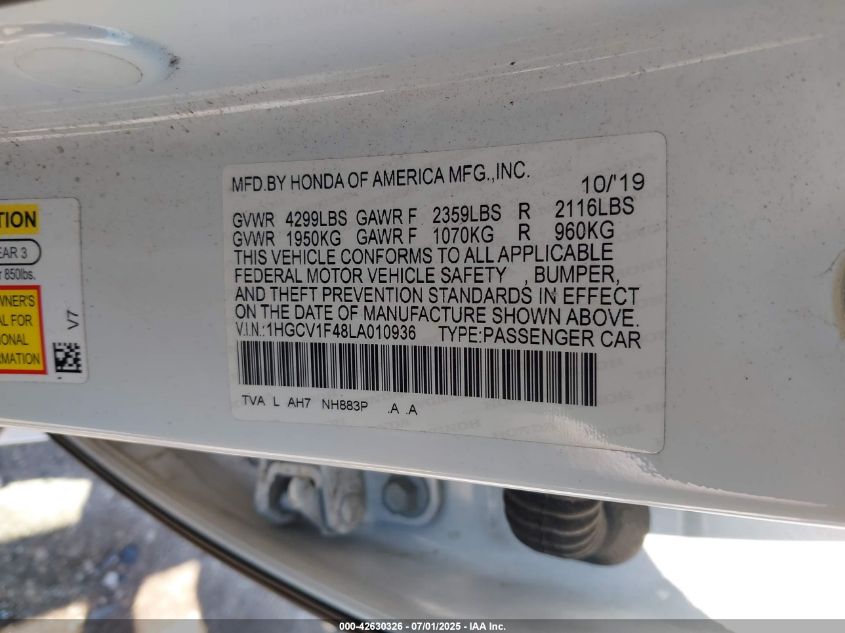 MFD.BY HONDA OF AMERICA MFG.,INC. 10/'19
GVWR 4299LBS GAWR F 2359LBS R 2116LBS
GVWR 1950KG GAWR F 1070KG R 960KG
THIS VEHICLE CONFORMS TO ALL APPLICABLE
FEDERAL MOTOR VEHICLE SAFETY , BUMPER,
AND THEFT PREVENTION STANDARDS IN EFFECT
ON THE DATE OF MANUFACTURE SHOWN ABOVE.
V.I.N.:1HGCV1F48LA010936 TYPE:PASSENGER CAR
TVA L AH7 NH883P .A .A
TION
EAR 3
850lbs.
WNER'S
AL FOR
IONAL
RMATION
V7
000-42630326 - 07/01/2025 - IAA Inc.